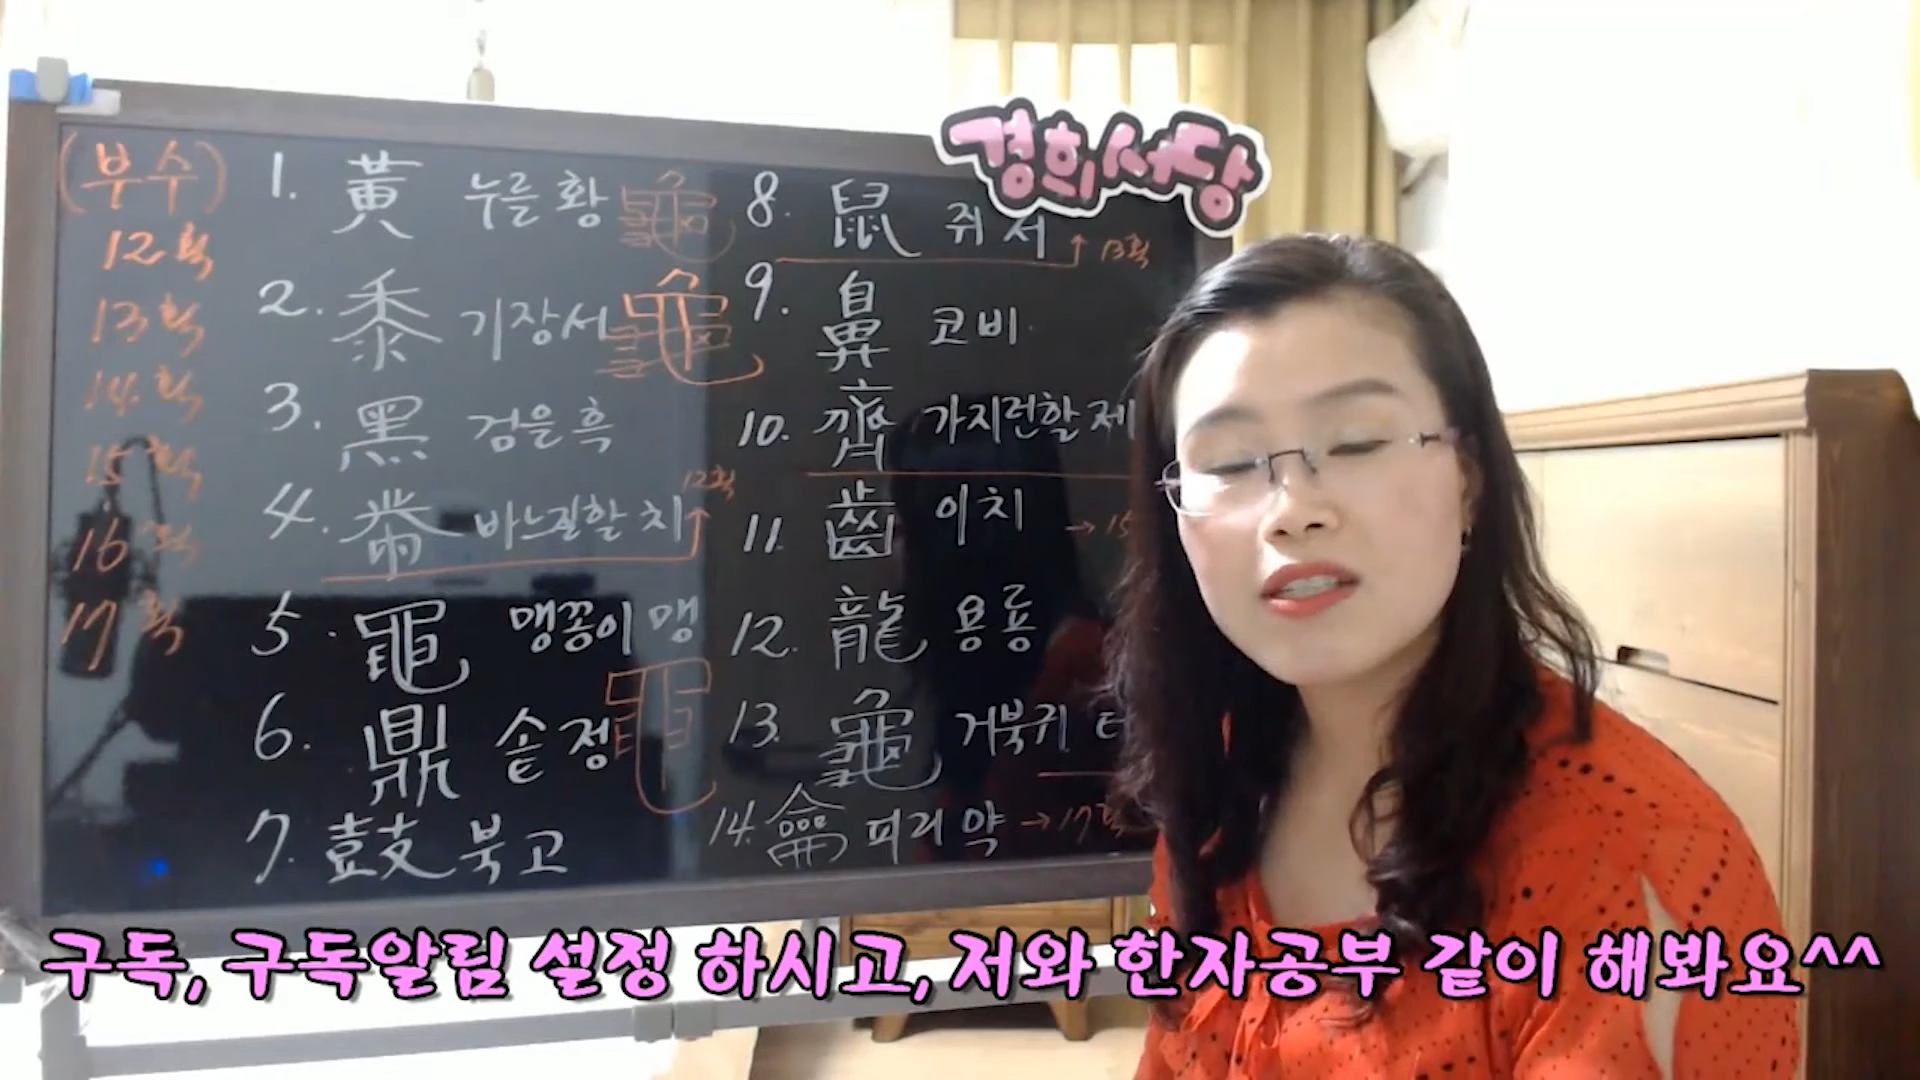 경희서당
(부수)
12획
13획
14획
15획
16획
17획
1. 黃 누를 황 龜
2. 黍 기장서 龜
3. 黑 검을 흑
4. 黹 바느질할 치 ↑ 12획
5. 黽 맹꽁이 맹
黽
6. 鼎 솥 정
7. 鼓 북 고
8. 鼠 쥐 서 ↑ 13획
9. 鼻 코 비
10. 齊 가지런할 제
11. 齒 이 치 → 15
12. 龍 용 룡
13. 龜 거북 귀
14. 龠 피리 약 → 17획
구독, 구독알림 설정 하시고, 저와 한자공부 같이 해봐요^^